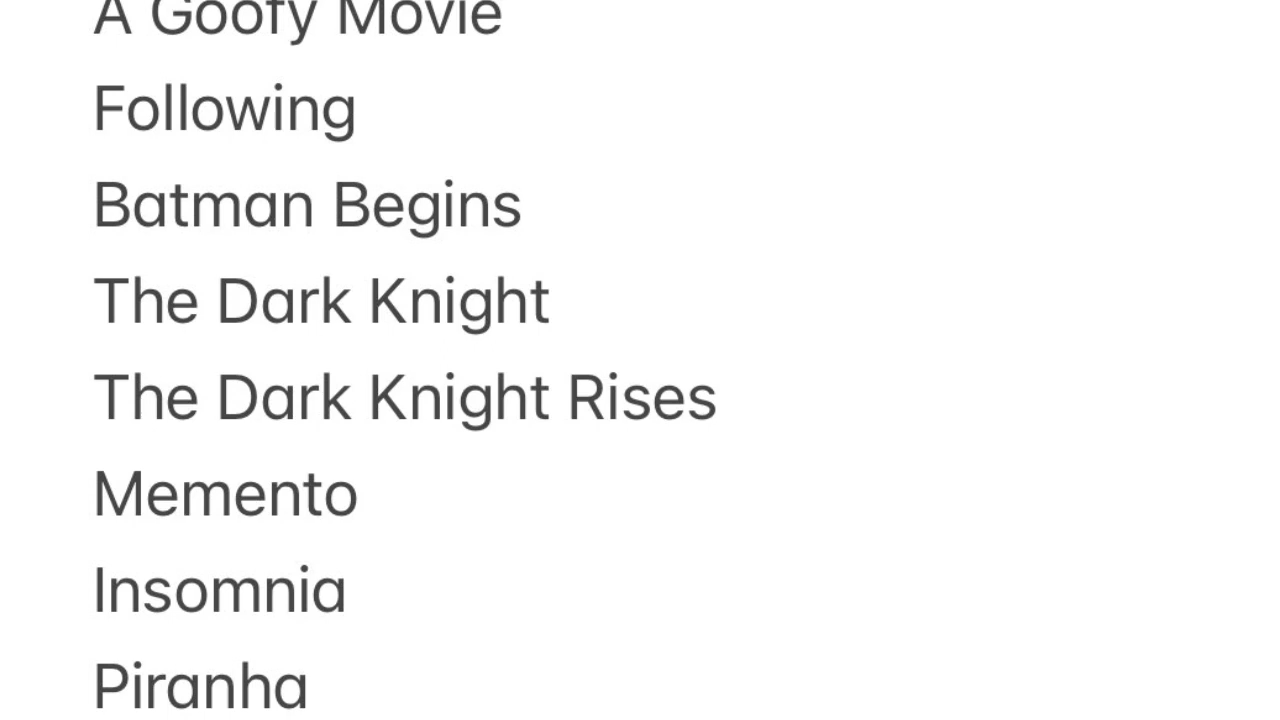 A Goofy Movie
Following
Batman Begins
The Dark Knight
The Dark Knight Rises
Memento
Insomnia
Piranha